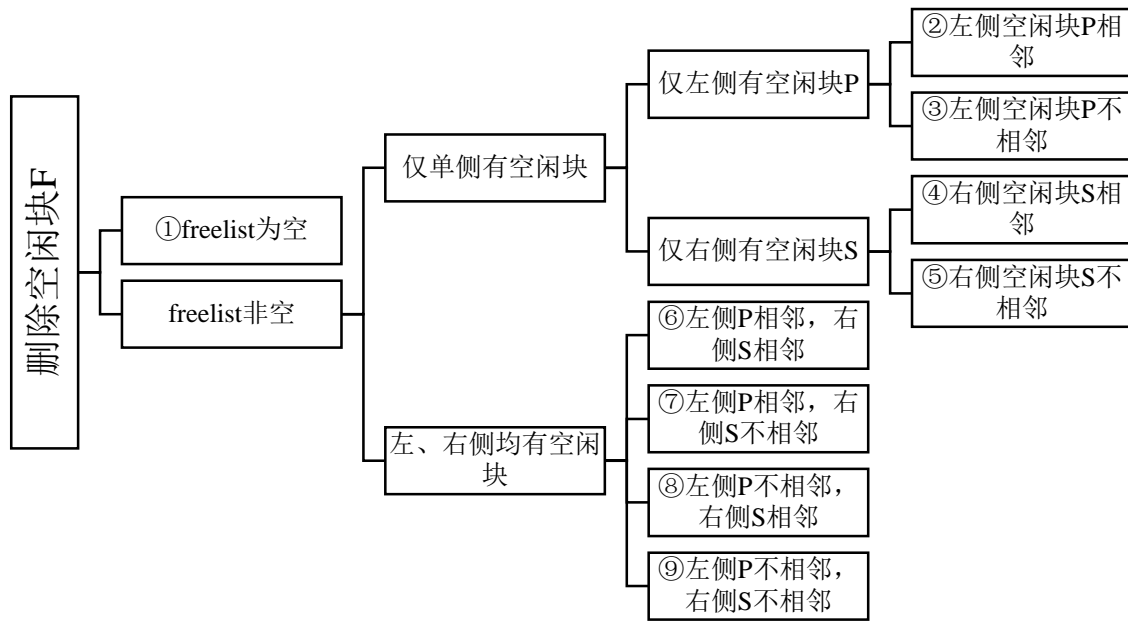 删除空闲块F
①freelist为空
freelist非空
仅单侧有空闲块
左、右侧均有空闲
块
仅左侧有空闲块P
仅右侧有空闲块S
②左侧空闲块P相
邻
③左侧空闲块P不
相邻
④右侧空闲块S相
邻
⑤右侧空闲块S不
相邻
⑥左侧P相邻，右
侧S相邻
⑦左侧P相邻，右
侧S不相邻
⑧左侧P不相邻，
右侧S相邻
⑨左侧P不相邻，
右侧S不相邻